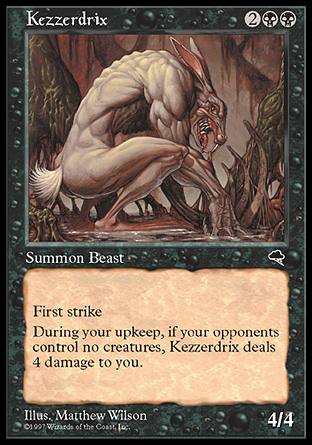 Kezzerdrix 2
Summon Beast
First strike
During your upkeep, if your opponents
control no creatures, Kezzerdrix deals
4 damage to you.
Illus. Matthew Wilson
©1997 Wizards of the Coast, Inc.
4/4